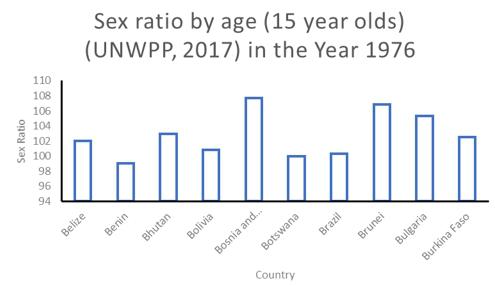 Sex ratio by age (15 year olds)
(UNWPP, 2017) in the Year 1976
110
108
106
104
102
100
98
96
94
Sex Ratio
Belize
Benin
Bhutan
Bolivia
Bosnia and...
Botswana
Brazil
Brunei
Bulgaria
Burkina Faso
Country